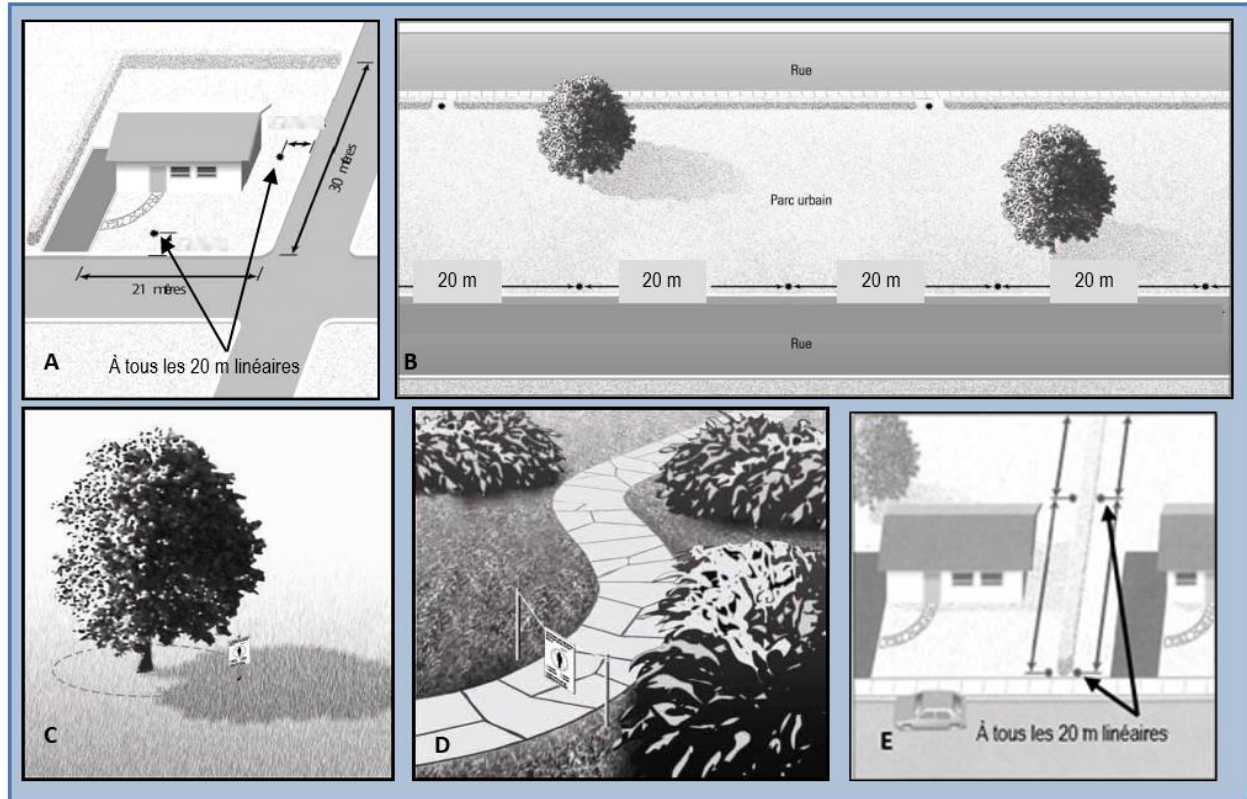 30 mètres
21 mètres
A
À tous les 20 m linéaires
Rue
Parc urbain
20 m
20 m
20 m
20 m
Rue
B
C
D
E
À tous les 20 m linéaires